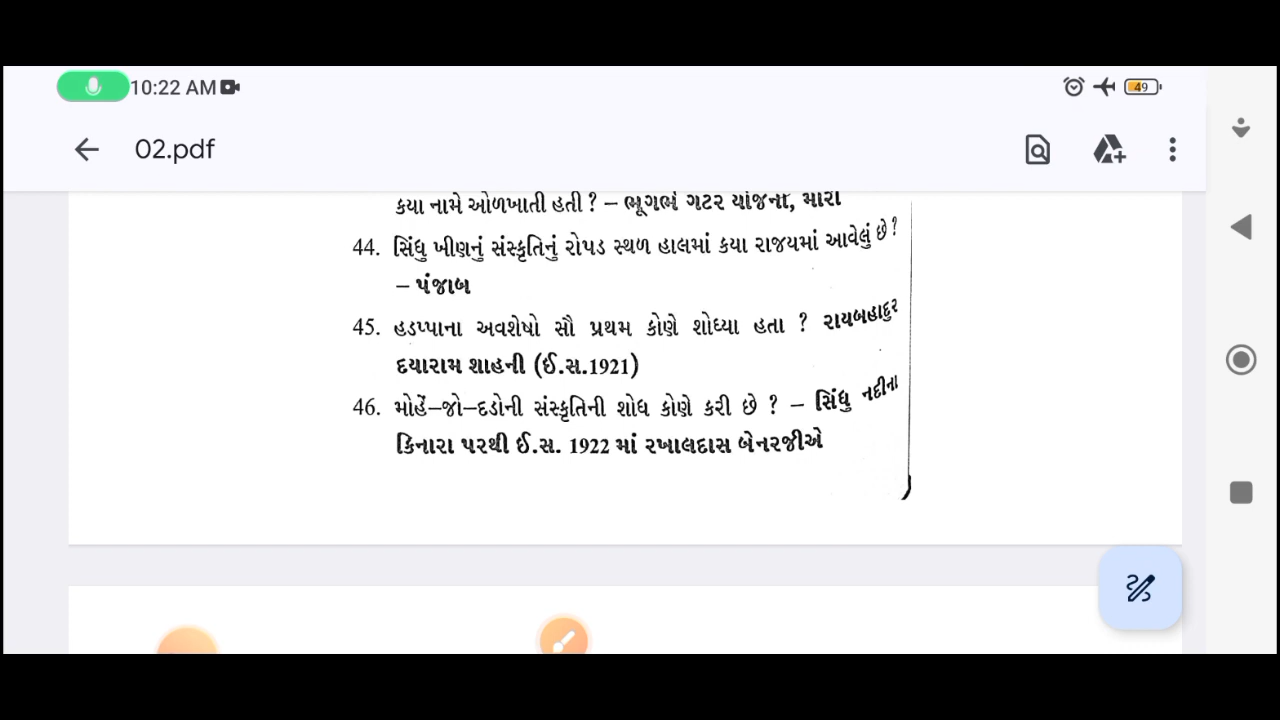 10:22 AM
49
02.pdf
કયા નામે ઓળખાતી હતી ? – ભૂગર્ભ ગટર યોજના, મોરી
44. સિંધુ ખીણનું સંસ્કૃતિનું રોપડ સ્થળ હાલમાં કયા રાજયમાં આવેલું છે ?
– પંજાબ
45. હડપ્પાના અવશેષો સૌ પ્રથમ કોણે શોધ્યા હતા ? રાયબહાદુર
દયારામ શાહની (ઈ.સ.1921)
46. મોહેં–જો–દડોની સંસ્કૃતિની શોધ કોણે કરી છે ? – સિંધુ નદીના
કિનારા પરથી ઈ.સ. 1922 માં રખાલદાસ બેનરજીએ